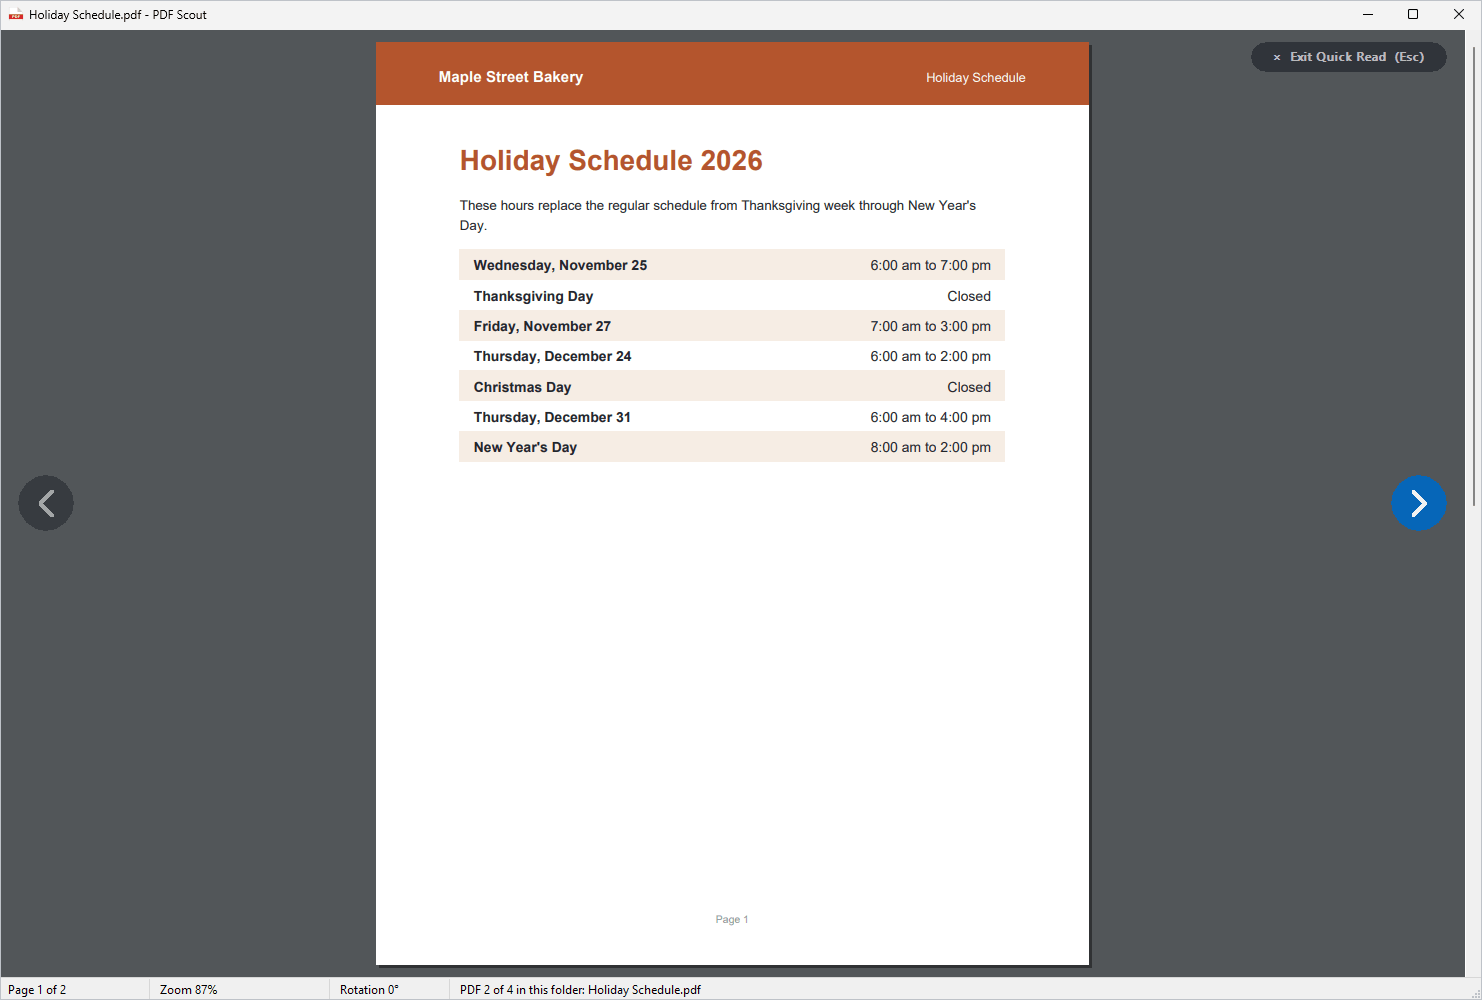 Holiday Schedule.pdf - PDF Scout
× Exit Quick Read (Esc)
Maple Street Bakery Holiday Schedule
Holiday Schedule 2026
These hours replace the regular schedule from Thanksgiving week through New Year's
Day.
Wednesday, November 25 6:00 am to 7:00 pm
Thanksgiving Day Closed
Friday, November 27 7:00 am to 3:00 pm
Thursday, December 24 6:00 am to 2:00 pm
Christmas Day Closed
Thursday, December 31 6:00 am to 4:00 pm
New Year's Day 8:00 am to 2:00 pm
Page 1
Page 1 of 2 Zoom 87% Rotation 0° PDF 2 of 4 in this folder: Holiday Schedule.pdf